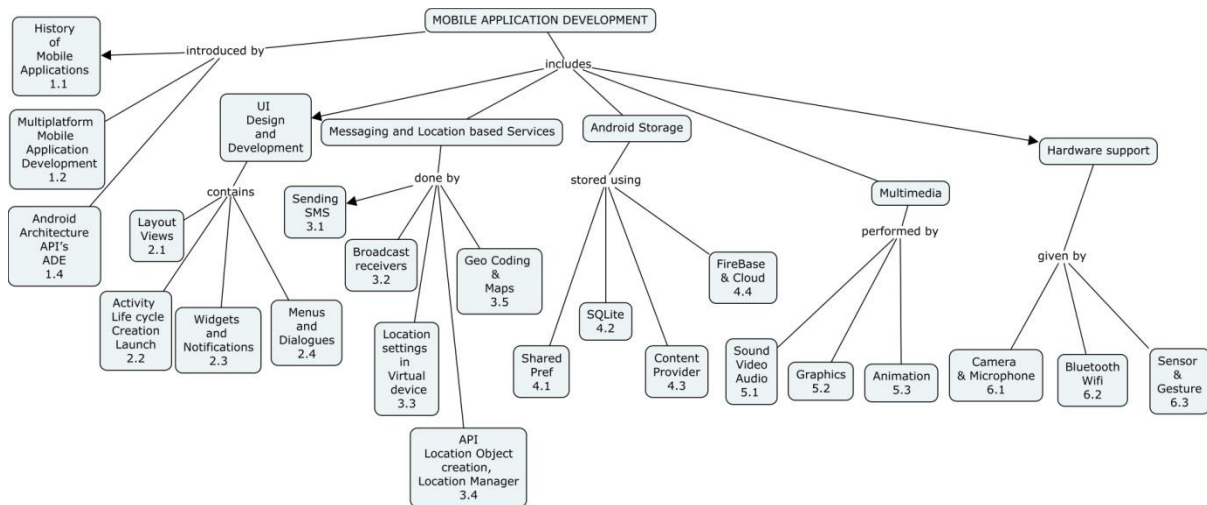 MOBILE APPLICATION DEVELOPMENT
History
of
Mobile
Applications
1.1
introduced by
includes
Multiplatform
Mobile
Application
Development
1.2
Android
Architecture
API's
ADE
1.4
UI
Design
and
Development
contains
Layout
Views
2.1
Activity
Life cycle
Creation
Launch
2.2
Widgets
and
Notifications
2.3
Menus
and
Dialogues
2.4
Messaging and Location based Services
done by
Sending
SMS
3.1
Broadcast
receivers
3.2
Location
settings
in
Virtual
device
3.3
API
Location Object
creation,
Location Manager
3.4
Geo Coding
&
Maps
3.5
Android Storage
stored using
Shared
Pref
4.1
SQLite
4.2
Content
Provider
4.3
FireBase
& Cloud
4.4
Multimedia
performed by
Sound
Video
Audio
5.1
Graphics
5.2
Animation
5.3
Hardware support
given by
Camera
& Microphone
6.1
Bluetooth
Wifi
6.2
Sensor
&
Gesture
6.3